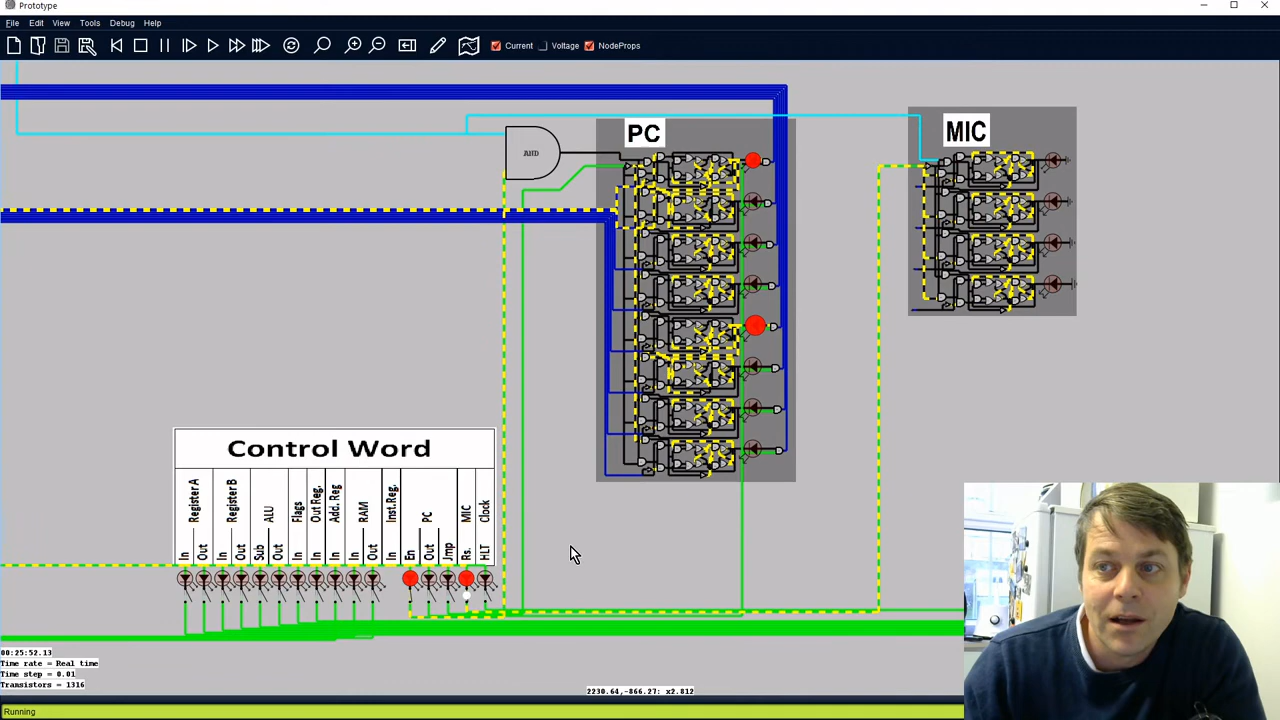 Prototype
File Edit View Tools Debug Help
Current Voltage NodeProps
PC
MIC
AND
Control Word
Register A Register B ALU Flags Out Reg. Add. Reg RAM Inst.Reg. PC MIC Clock
In Out In Out Sub Out In In In In Out In En Out Jmp Rs. HLT
00:25:52.13
Time rate = Real time
Time step = 0.01
Transistors = 1316
2230.64,-866.27: x2.812
Running